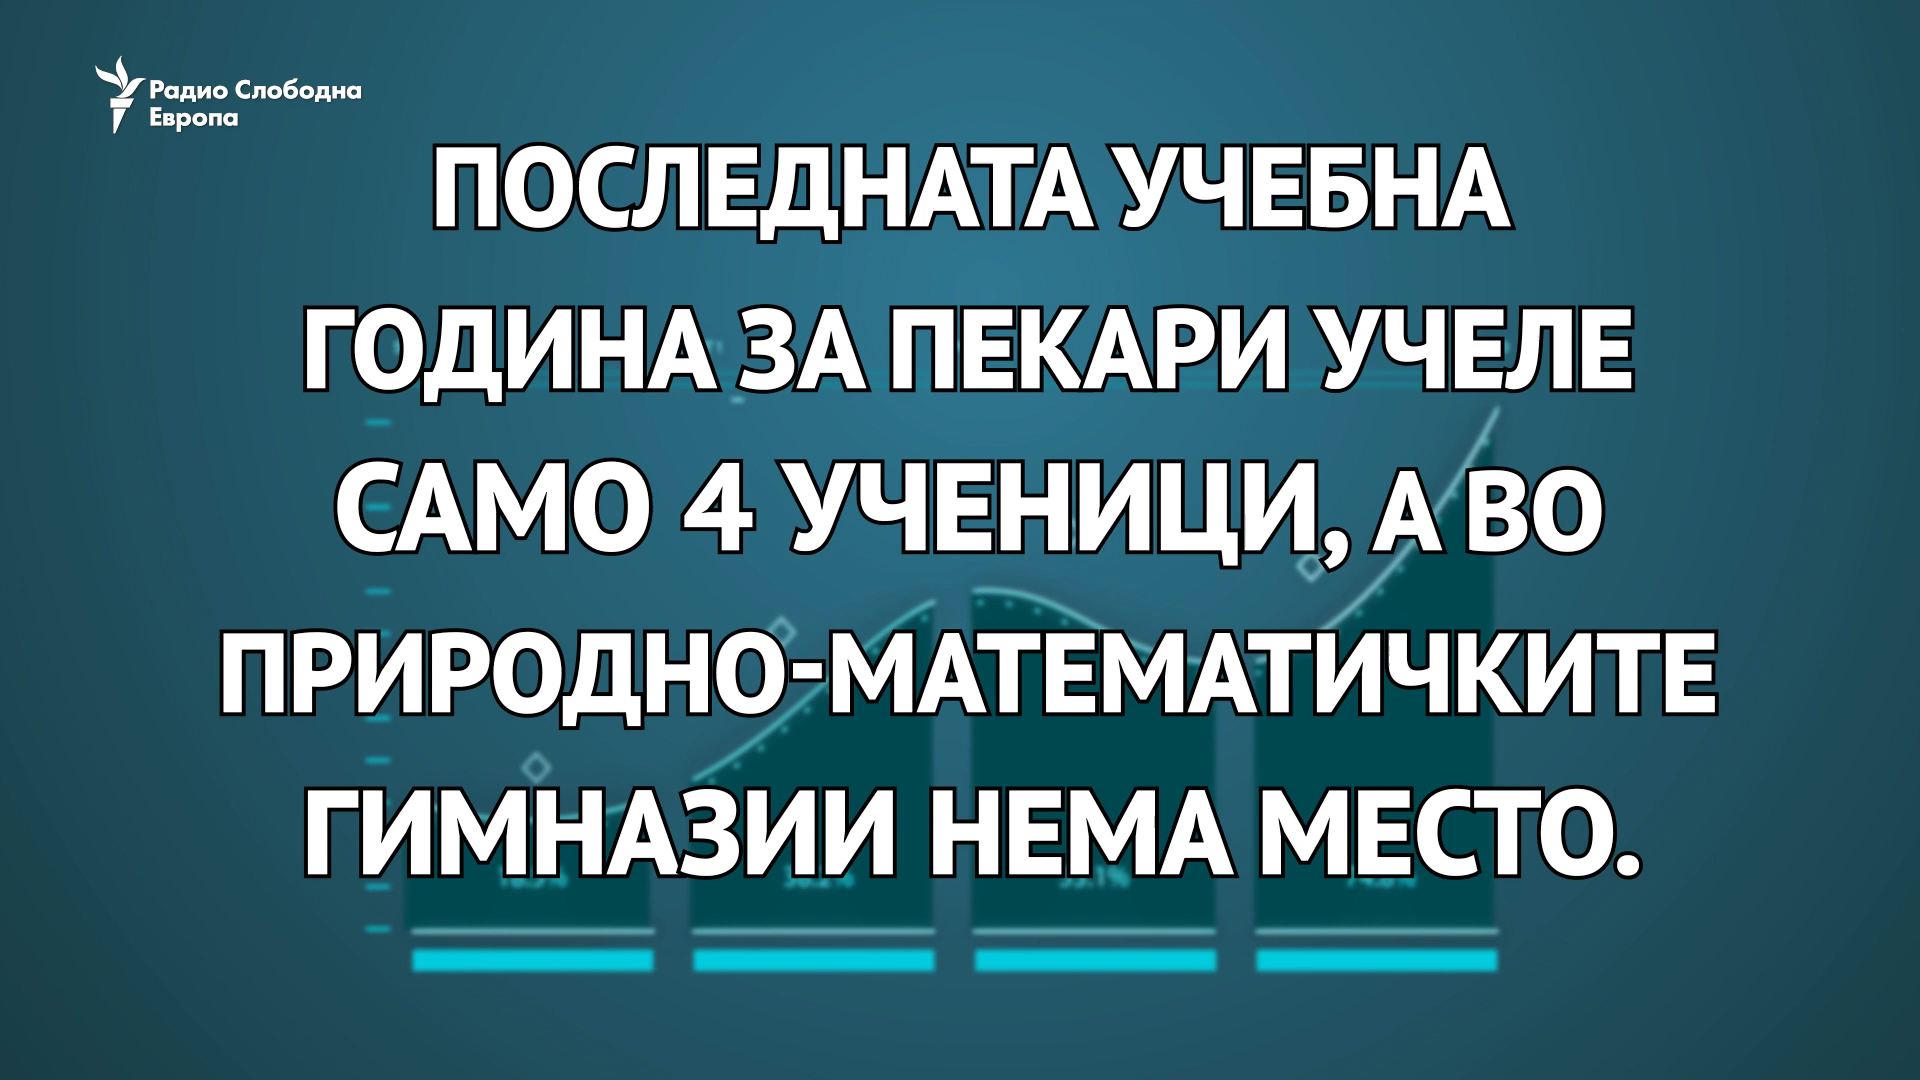 Радио Слободна
Европа
ПОСЛЕДНАТА УЧЕБНА
ГОДИНА ЗА ПЕКАРИ УЧЕЛЕ
САМО 4 УЧЕНИЦИ, А ВО
ПРИРОДНО-МАТЕМАТИЧКИТЕ
ГИМНАЗИИ НЕМА МЕСТО.